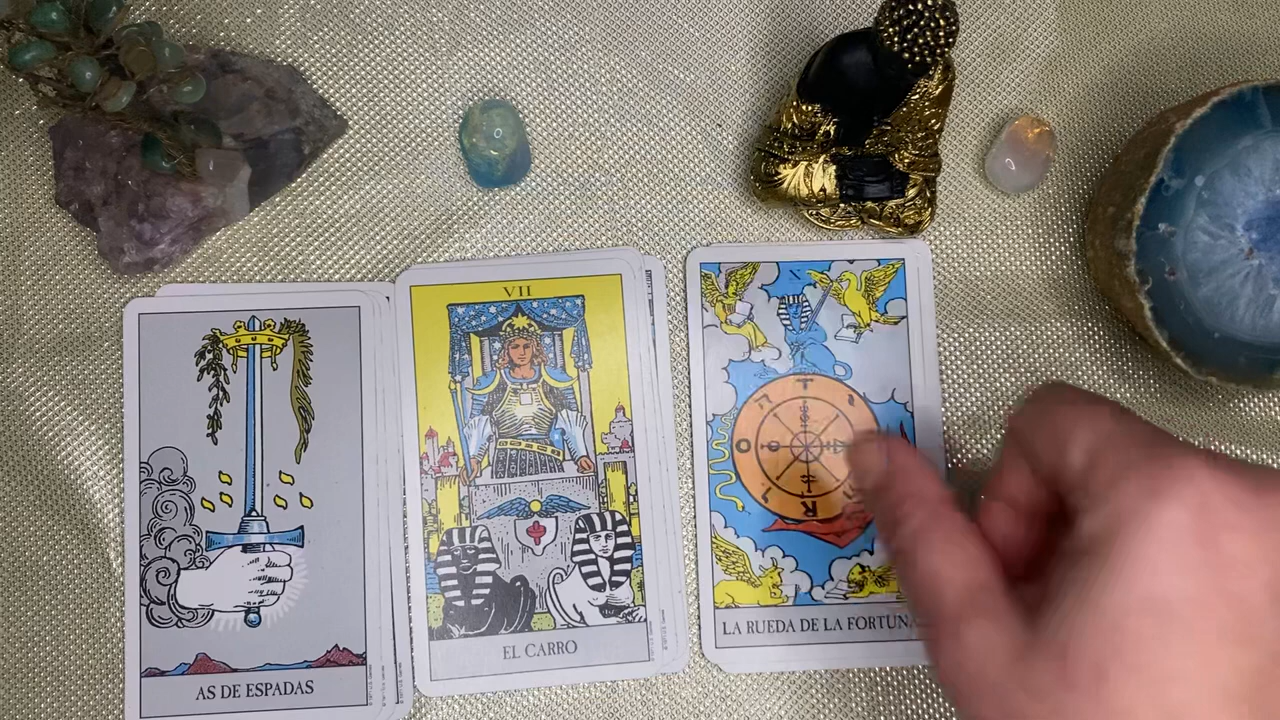 AS DE ESPADAS
VII
EL CARRO
X
T
O
R
LA RUEDA DE LA FORTUNA